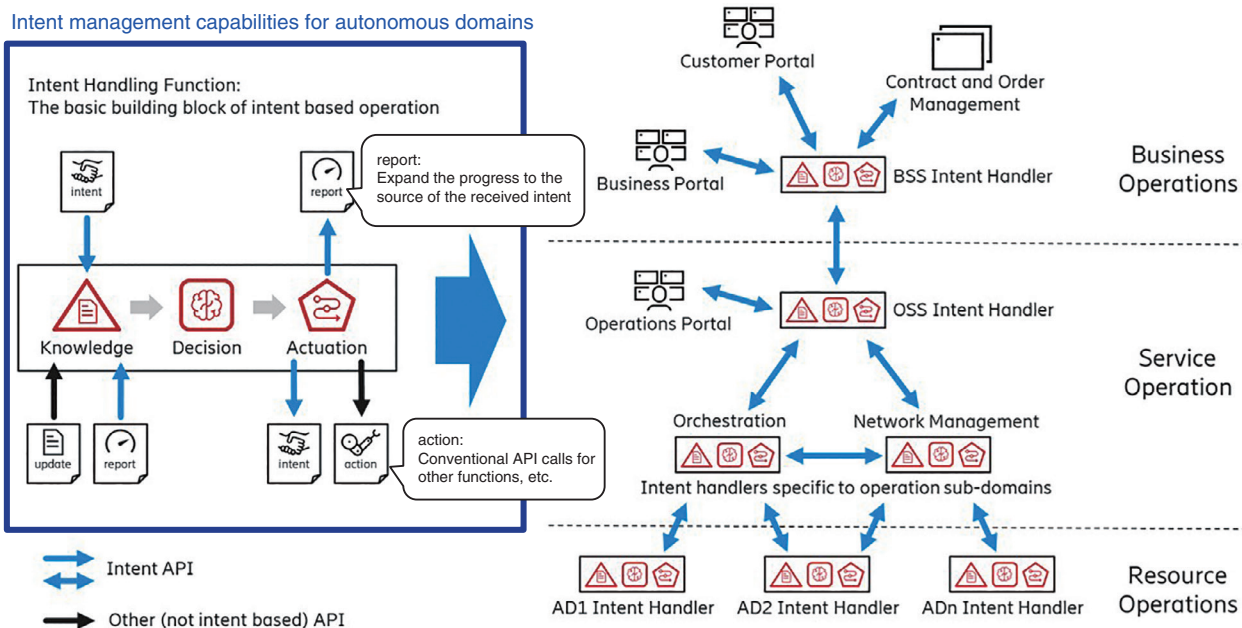 Intent management capabilities for autonomous domains
Intent Handling Function:
The basic building block of intent based operation
intent
report
report:
Expand the progress to the
source of the received intent
Knowledge
Decision
Actuation
update
report
intent
action
action:
Conventional API calls for
other functions, etc.
Intent API
Other (not intent based) API
Customer Portal
Contract and Order
Management
Business Portal
BSS Intent Handler
Business
Operations
Operations Portal
OSS Intent Handler
Service
Operation
Orchestration
Network Management
Intent handlers specific to operation sub-domains
AD1 Intent Handler
AD2 Intent Handler
ADn Intent Handler
Resource
Operations